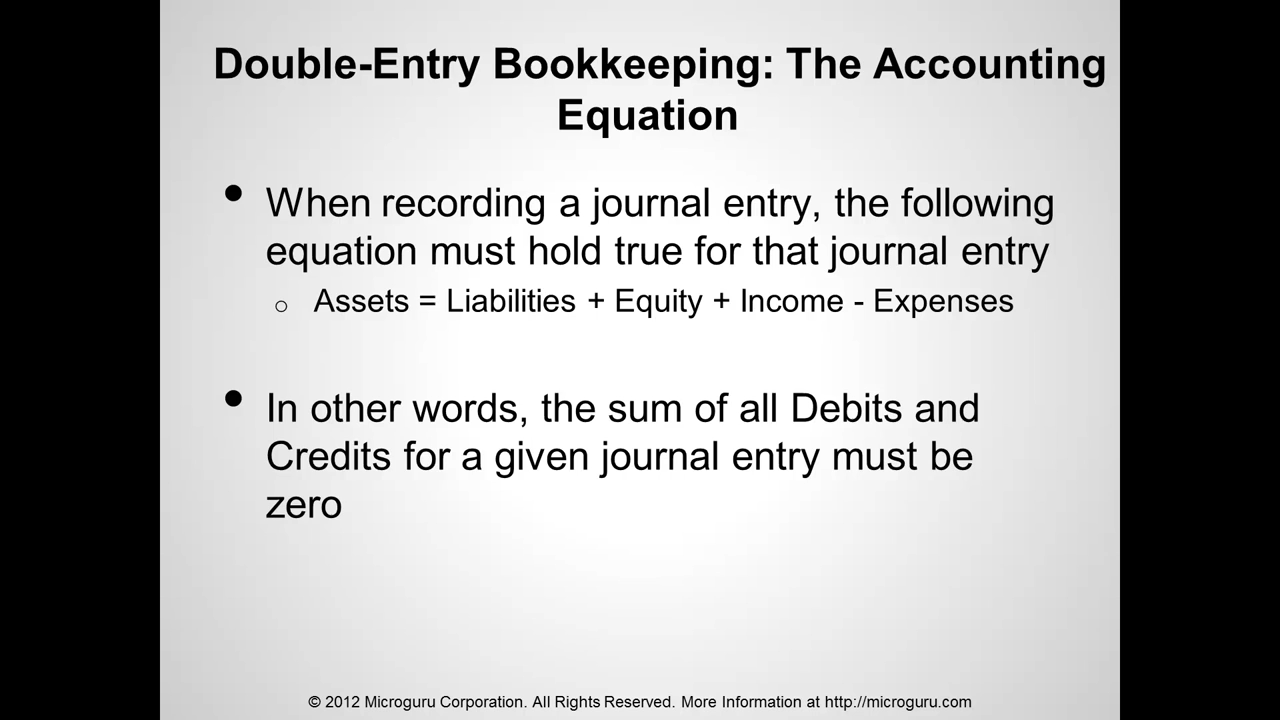 Double-Entry Bookkeeping: The Accounting
Equation
• When recording a journal entry, the following
equation must hold true for that journal entry
o Assets = Liabilities + Equity + Income - Expenses
• In other words, the sum of all Debits and
Credits for a given journal entry must be
zero
© 2012 Microguru Corporation. All Rights Reserved. More Information at http://microguru.com